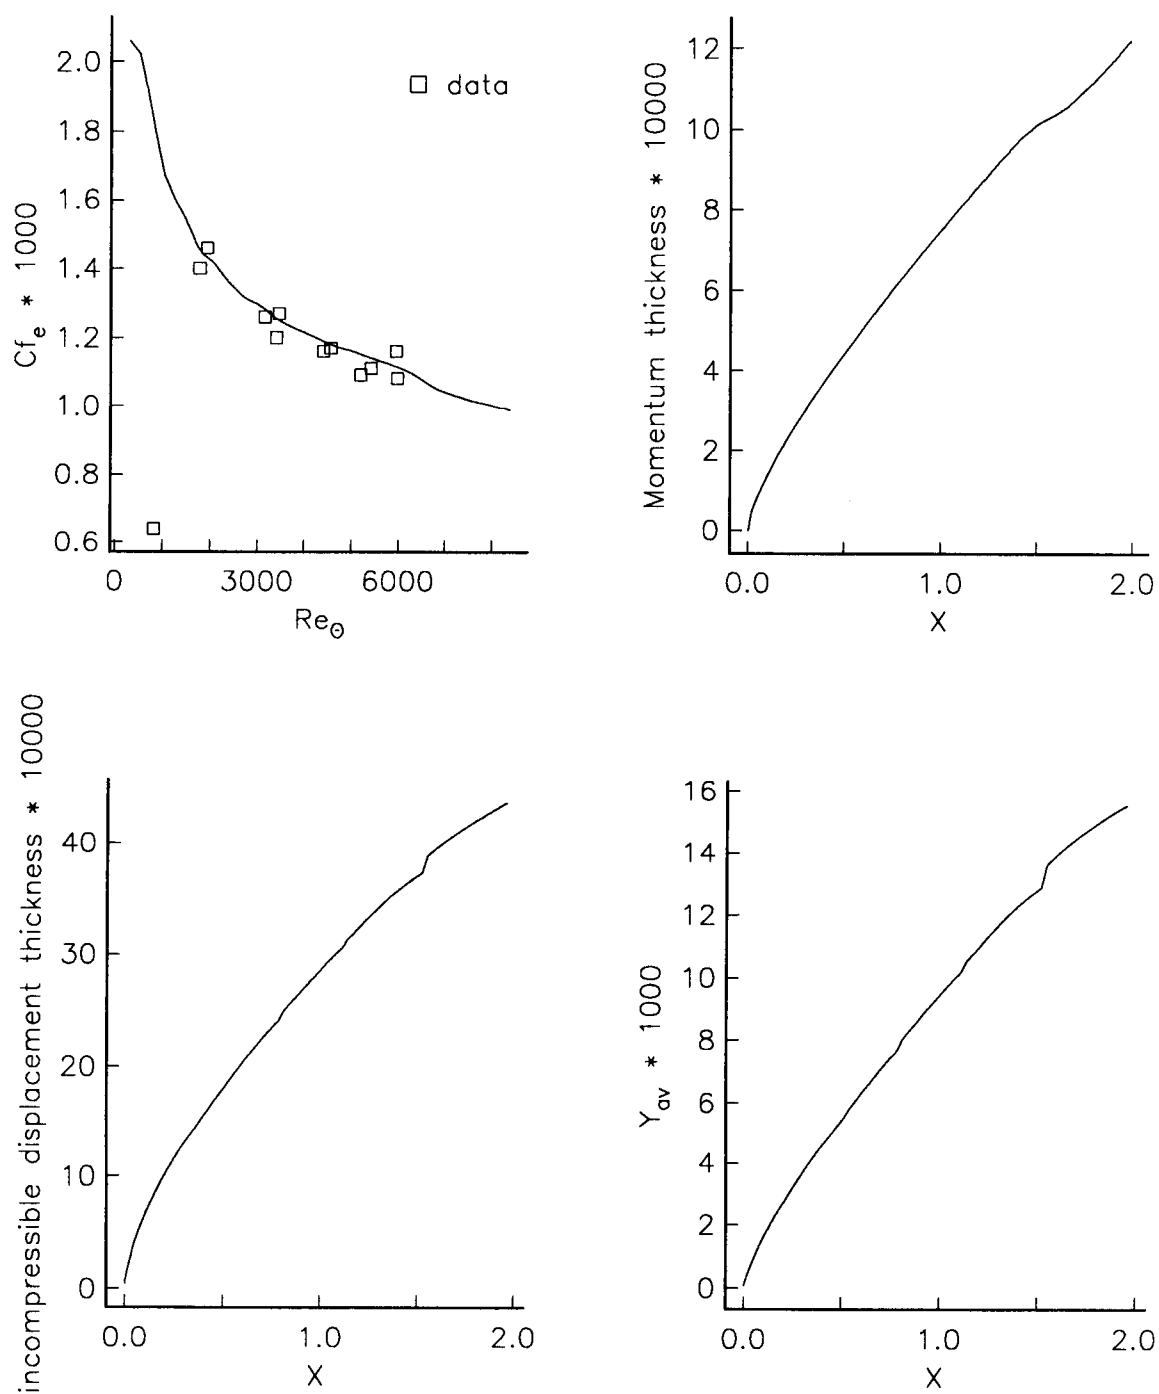 2.0
1.8
1.6
1.4
1.2
1.0
0.8
0.6
Cf_e * 1000
□ data
0 3000 6000
Re_Θ
12
10
8
6
4
2
0
Momentum thickness * 10000
0.0 1.0 2.0
X
40
30
20
10
0
incompressible displacement thickness * 10000
0.0 1.0 2.0
X
16
14
12
10
8
6
4
2
0
Y_av * 1000
0.0 1.0 2.0
X